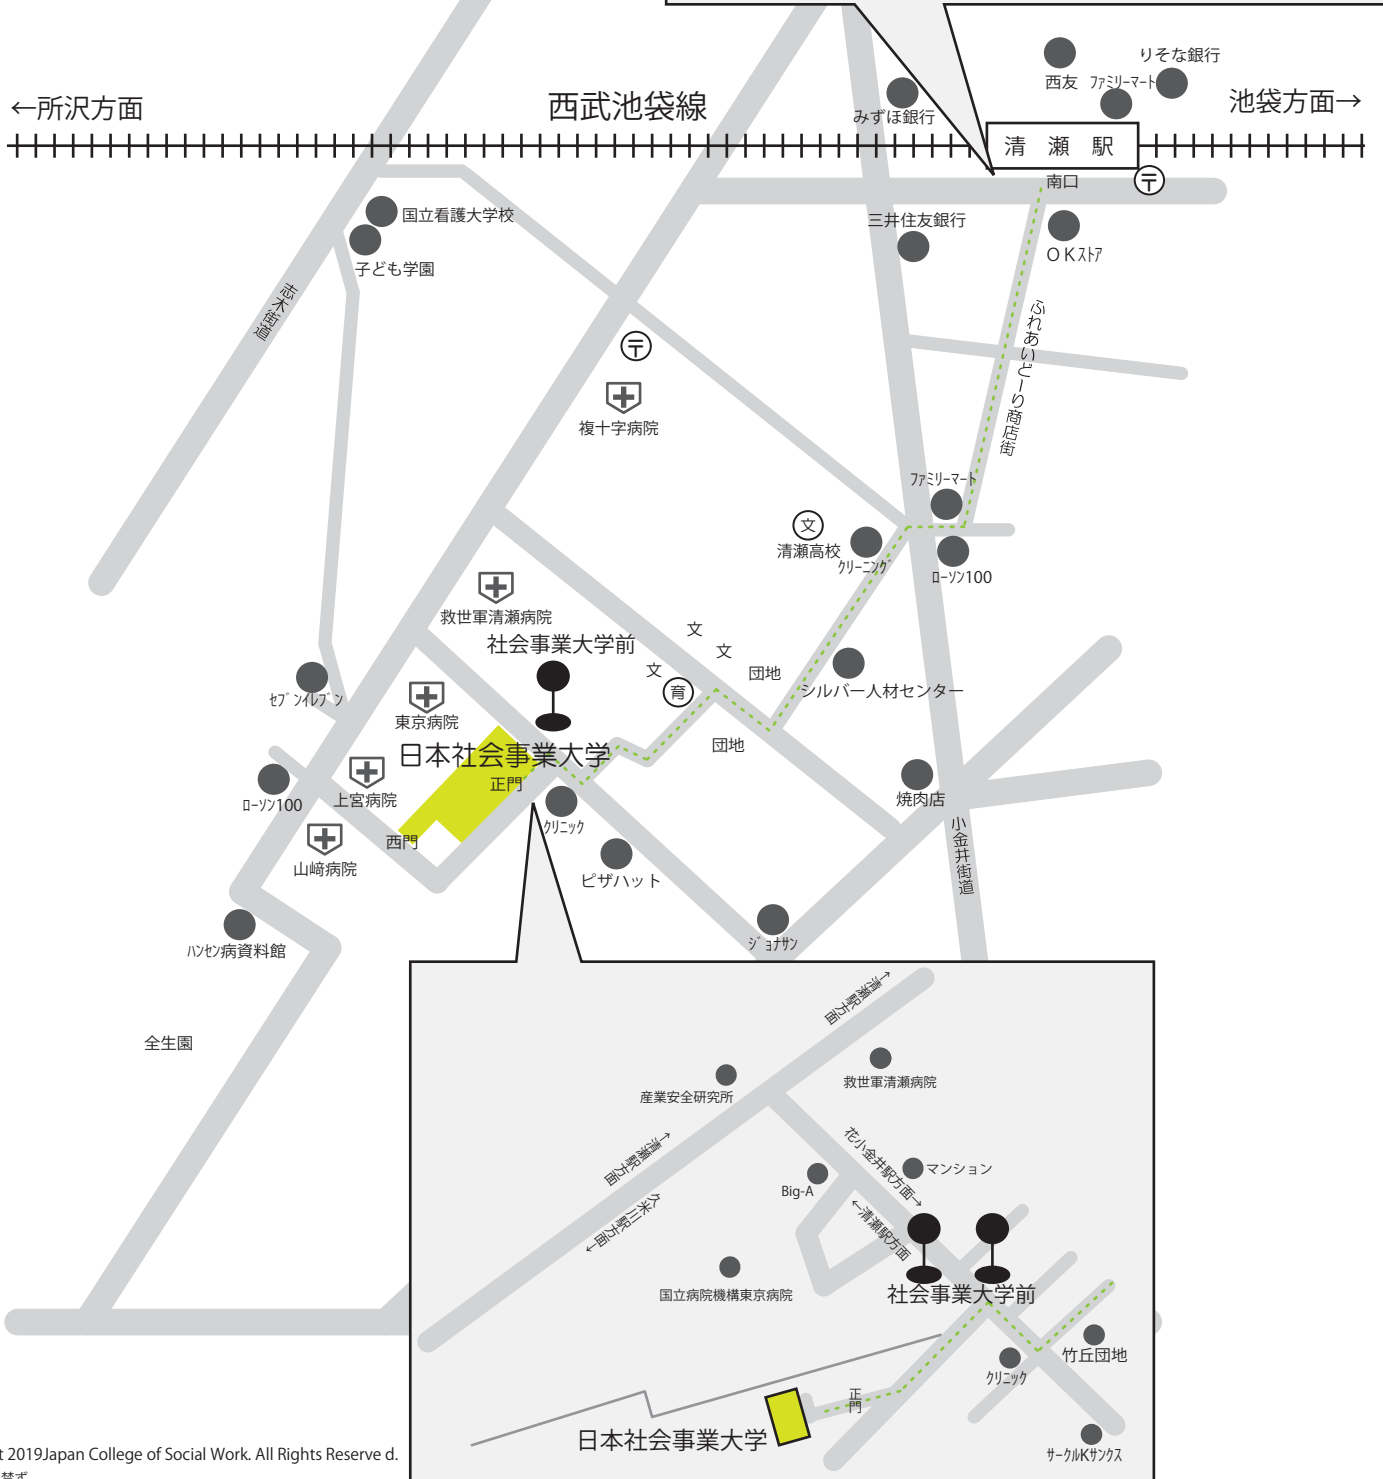 西友
りそな銀行
ファミリーマート
←所沢方面
西武池袋線
みずほ銀行
池袋方面→
清瀬駅
南口
〒
国立看護大学校
子ども学園
三井住友銀行
OKストア
志木街道
ふれあいどーり商店街
〒
複十字病院
ファミリーマート
文
清瀬高校
クリーニング
ローソン100
救世軍清瀬病院
社会事業大学前
文
文
文
育
団地
シルバー人材センター
セブンイレブン
東京病院
日本社会事業大学
正門
団地
ローソン100
上宮病院
西門
クリニック
焼肉店
小金井街道
山﨑病院
ピザハット
ジョナサン
ハンセン病資料館
全生園
←清瀬駅方面
産業安全研究所
救世軍清瀬病院
←清瀬駅方面
久米川駅方面→
花小金井駅方面→
マンション
Big-A
←清瀬駅方面
国立病院機構東京病院
社会事業大学前
竹丘団地
クリニック
正門
日本社会事業大学
サークルKサンクス
t 2019Japan College of Social Work. All Rights Reserve d.